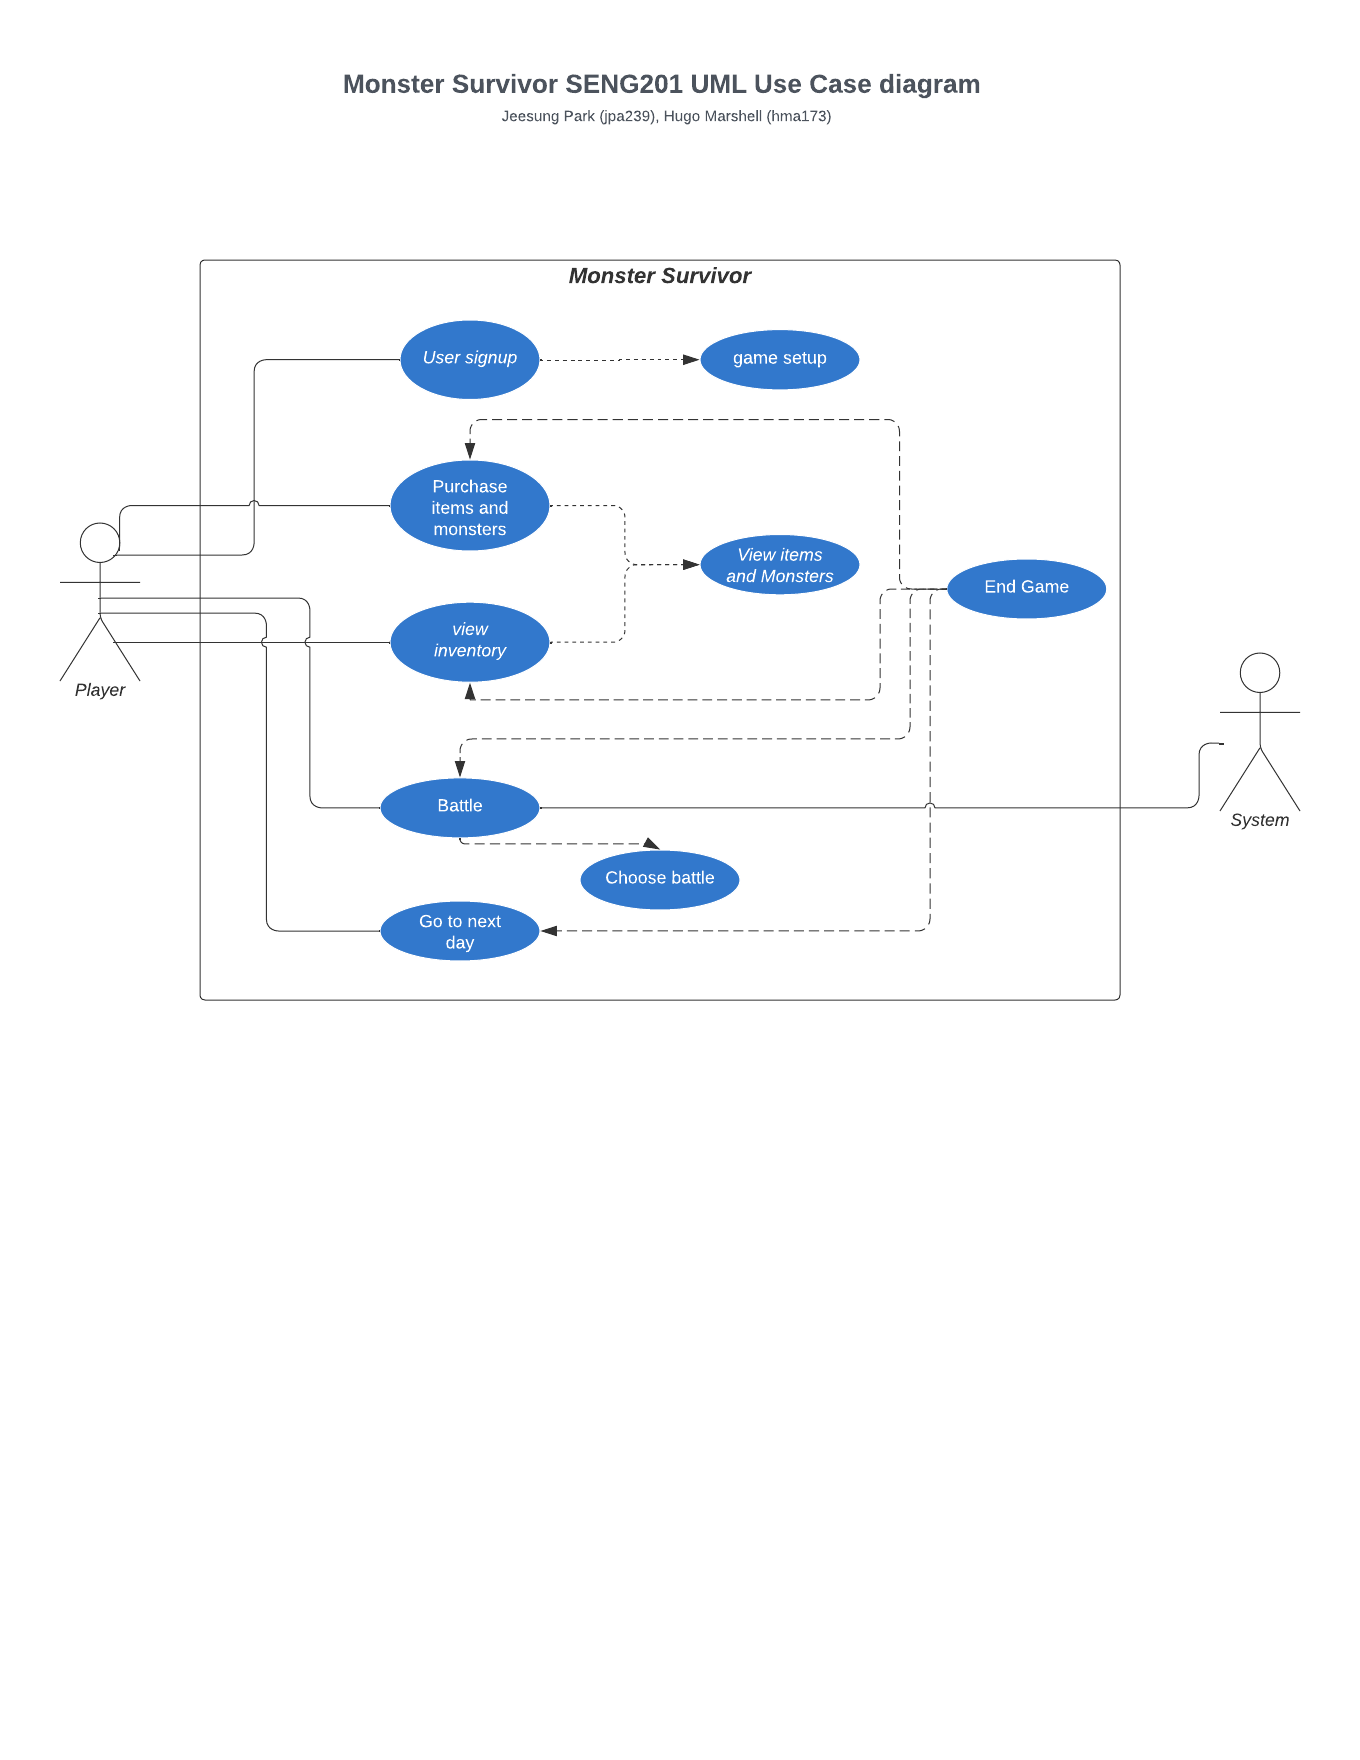 Monster Survivor SENG201 UML Use Case diagram
Jeesung Park (jpa239), Hugo Marshell (hma173)
Monster Survivor
User signup
game setup
Purchase
items and
monsters
View items
and Monsters
End Game
view
inventory
Player
Battle
System
Choose battle
Go to next
day